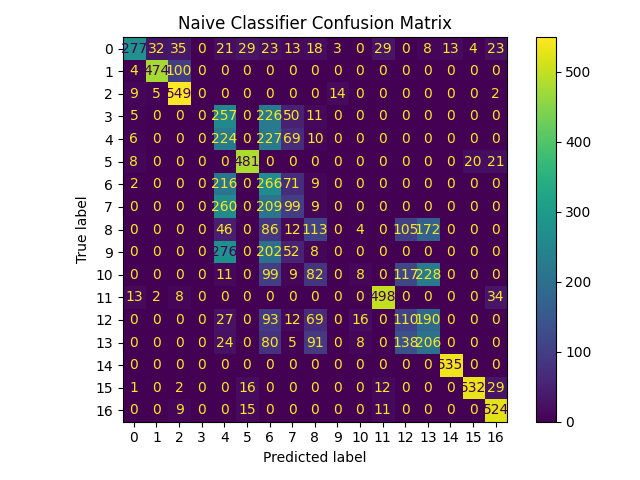 Naive Classifier Confusion Matrix
0 277 32 35 0 21 29 23 13 18 3 0 29 0 8 13 4 23
1 4 474 100 0 0 0 0 0 0 0 0 0 0 0 0 0 0
2 9 5 549 0 0 0 0 0 0 14 0 0 0 0 0 0 2
3 5 0 0 0 257 0 226 50 11 0 0 0 0 0 0 0 0
4 6 0 0 0 224 0 227 69 10 0 0 0 0 0 0 0 0
5 8 0 0 0 0 481 0 0 0 0 0 0 0 0 0 20 21
6 2 0 0 0 216 0 266 71 9 0 0 0 0 0 0 0 0
7 0 0 0 0 260 0 209 99 9 0 0 0 0 0 0 0 0
8 0 0 0 0 46 0 86 12 113 0 4 0 105 172 0 0 0
9 0 0 0 0 276 0 202 52 8 0 0 0 0 0 0 0 0
10 0 0 0 0 11 0 99 9 82 0 8 0 117 228 0 0 0
11 13 2 8 0 0 0 0 0 0 0 0 498 0 0 0 0 34
12 0 0 0 0 27 0 93 12 69 0 16 0 110 190 0 0 0
13 0 0 0 0 24 0 80 5 91 0 8 0 138 206 0 0 0
14 0 0 0 0 0 0 0 0 0 0 0 0 0 0 535 0 0
15 1 0 2 0 0 16 0 0 0 0 0 12 0 0 0 532 29
16 0 0 9 0 0 15 0 0 0 0 0 11 0 0 0 0 524
0 1 2 3 4 5 6 7 8 9 10 11 12 13 14 15 16
Predicted label
True label
500
400
300
200
100
0